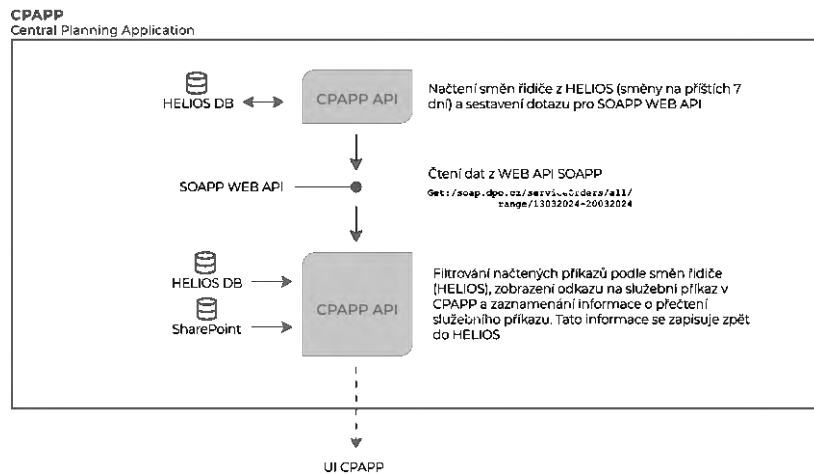 CPAPP
Central Planning Application
HELIOS DB
CPAPP API
Načtení směn řidiče z HELIOS (směny na příštích 7
dní) a sestavení dotazu pro SOAPP WEB API
SOAPP WEB API
Čtení dat z WEB API SOAPP
Get:/soap.dpo.cz/serviceOrders/all/
range/13032024-20032024
HELIOS DB
SharePoint
CPAPP API
Filtrování načtených příkazů podle směn řidiče
(HELIOS), zobrazení odkazu na služební příkaz v
CPAPP a zaznamenání informace o přečtení
služebního příkazu. Tato informace se zapisuje zpět
do HELIOS
UI CPAPP